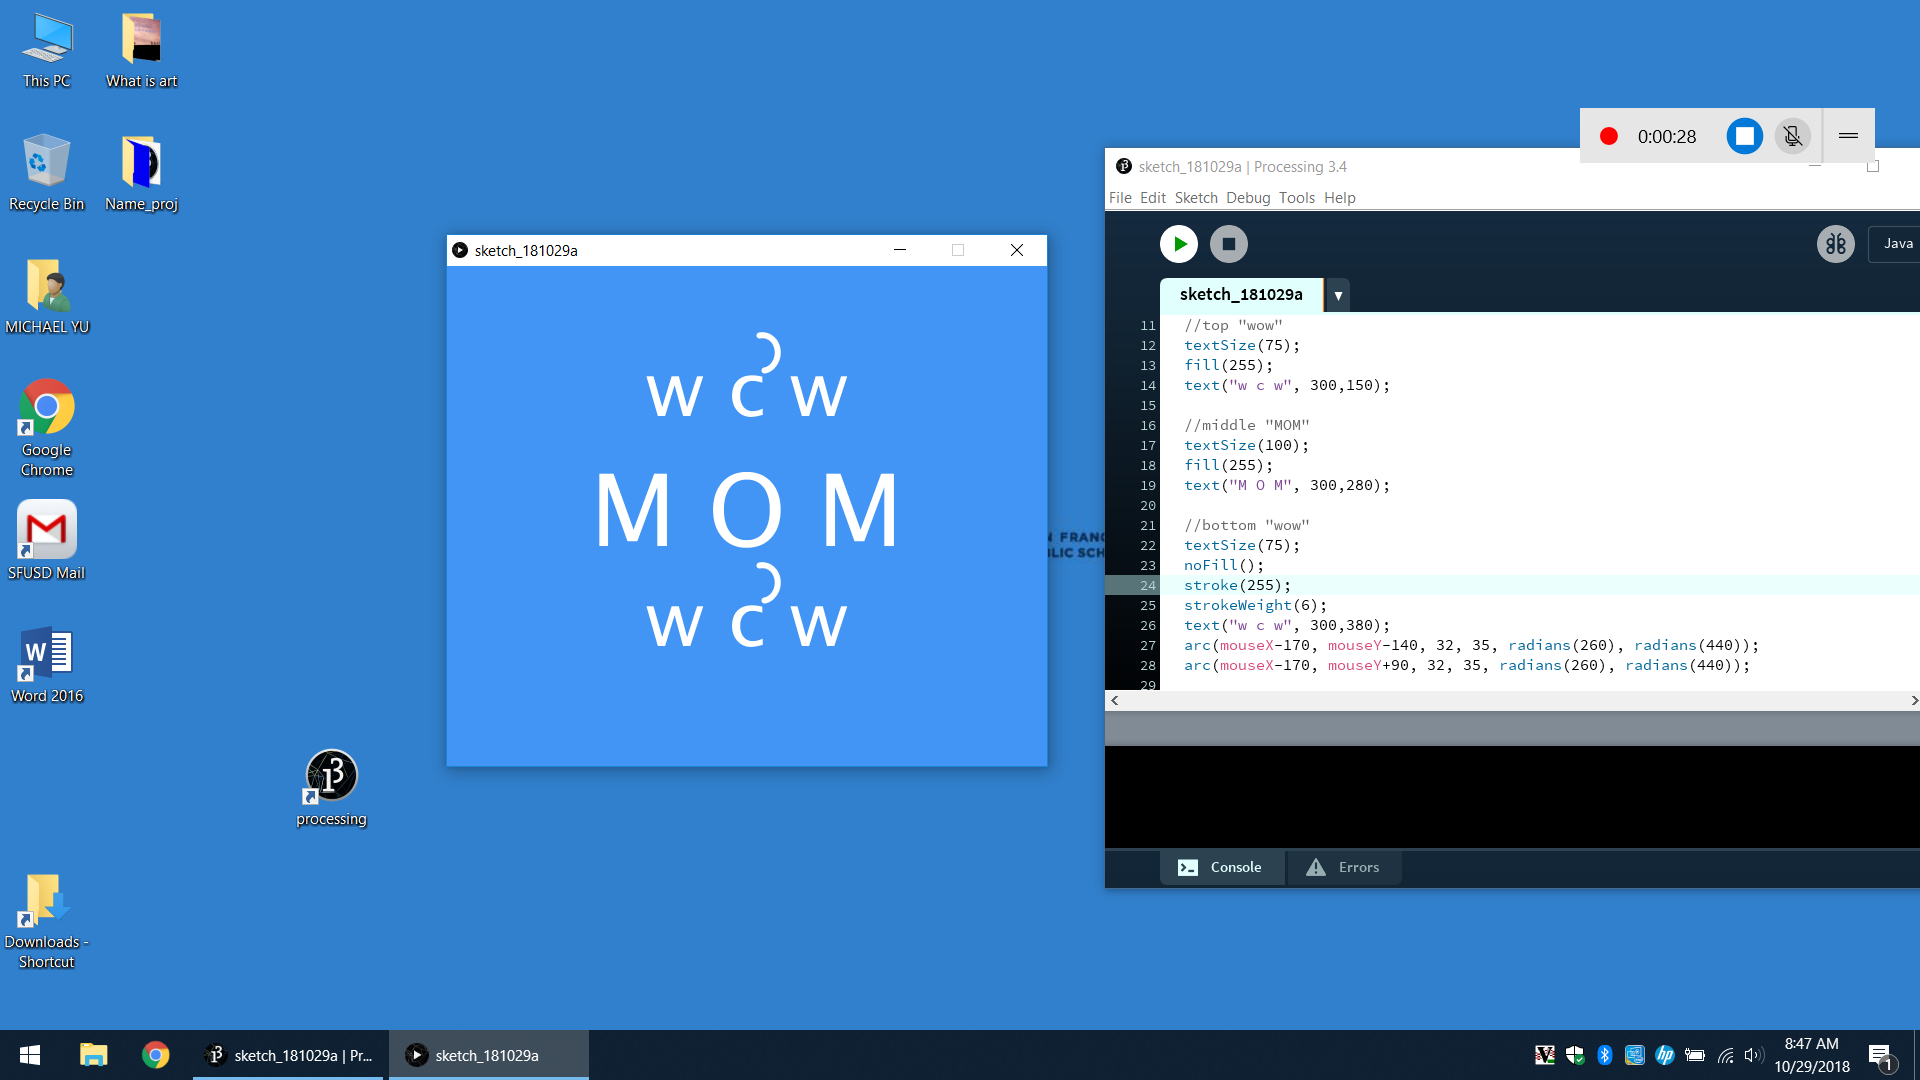 This PC
What is art
Recycle Bin
Name_proj
MICHAEL YU
Google
Chrome
SFUSD Mail
Word 2016
processing
Downloads -
Shortcut
sketch_181029a
w c w
M O M
w c w
0:00:28
sketch_181029a | Processing 3.4
File Edit Sketch Debug Tools Help
Java
sketch_181029a
11 //top "wow"
12 textSize(75);
13 fill(255);
14 text("w c w", 300,150);
15
16 //middle "MOM"
17 textSize(100);
18 fill(255);
19 text("M O M", 300,280);
20
21 //bottom "wow"
22 textSize(75);
23 noFill();
24 stroke(255);
25 strokeWeight(6);
26 text("w c w", 300,380);
27 arc(mouseX-170, mouseY-140, 32, 35, radians(260), radians(440));
28 arc(mouseX-170, mouseY+90, 32, 35, radians(260), radians(440));
29
Console
Errors
sketch_181029a | Pr...
sketch_181029a
8:47 AM
10/29/2018
1